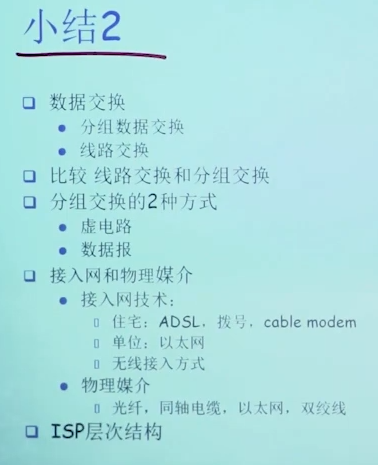 小结2
数据交换
分组数据交换
线路交换
比较 线路交换和分组交换
分组交换的2种方式
虚电路
数据报
接入网和物理媒介
接入网技术：
住宅：ADSL，拨号，cable modem
单位：以太网
无线接入方式
物理媒介
光纤，同轴电缆，以太网，双绞线
ISP层次结构